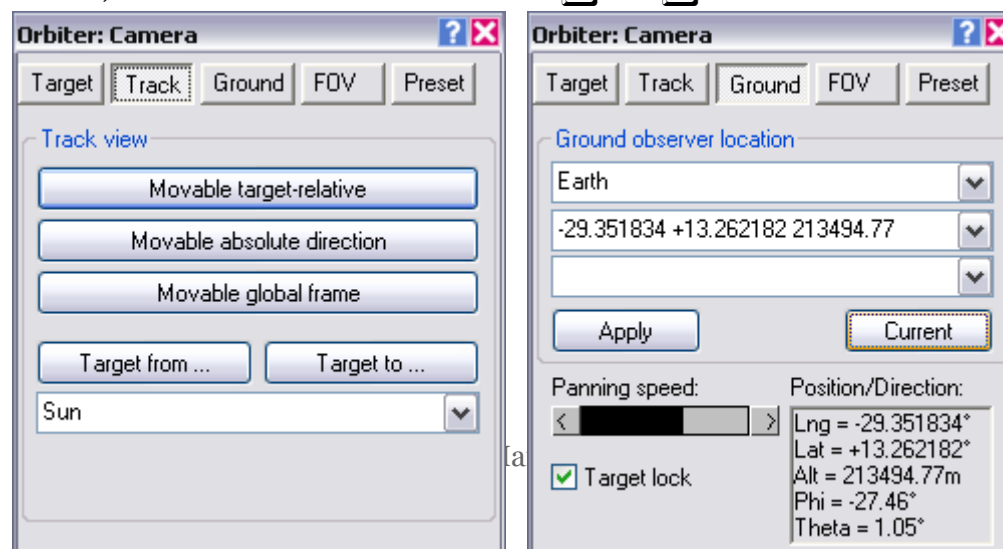 Orbiter: Camera
Target Track Ground FOV Preset
Track view
Movable target-relative
Movable absolute direction
Movable global frame
Target from ... Target to ...
Sun
Orbiter: Camera
Target Track Ground FOV Preset
Ground observer location
Earth
-29.351834 +13.262182 213494.77
Apply Current
Panning speed: Position/Direction:
Lng = -29.351834°
Lat = +13.262182°
Alt = 213494.77m
Phi = -27.46°
Theta = 1.05°
Target lock